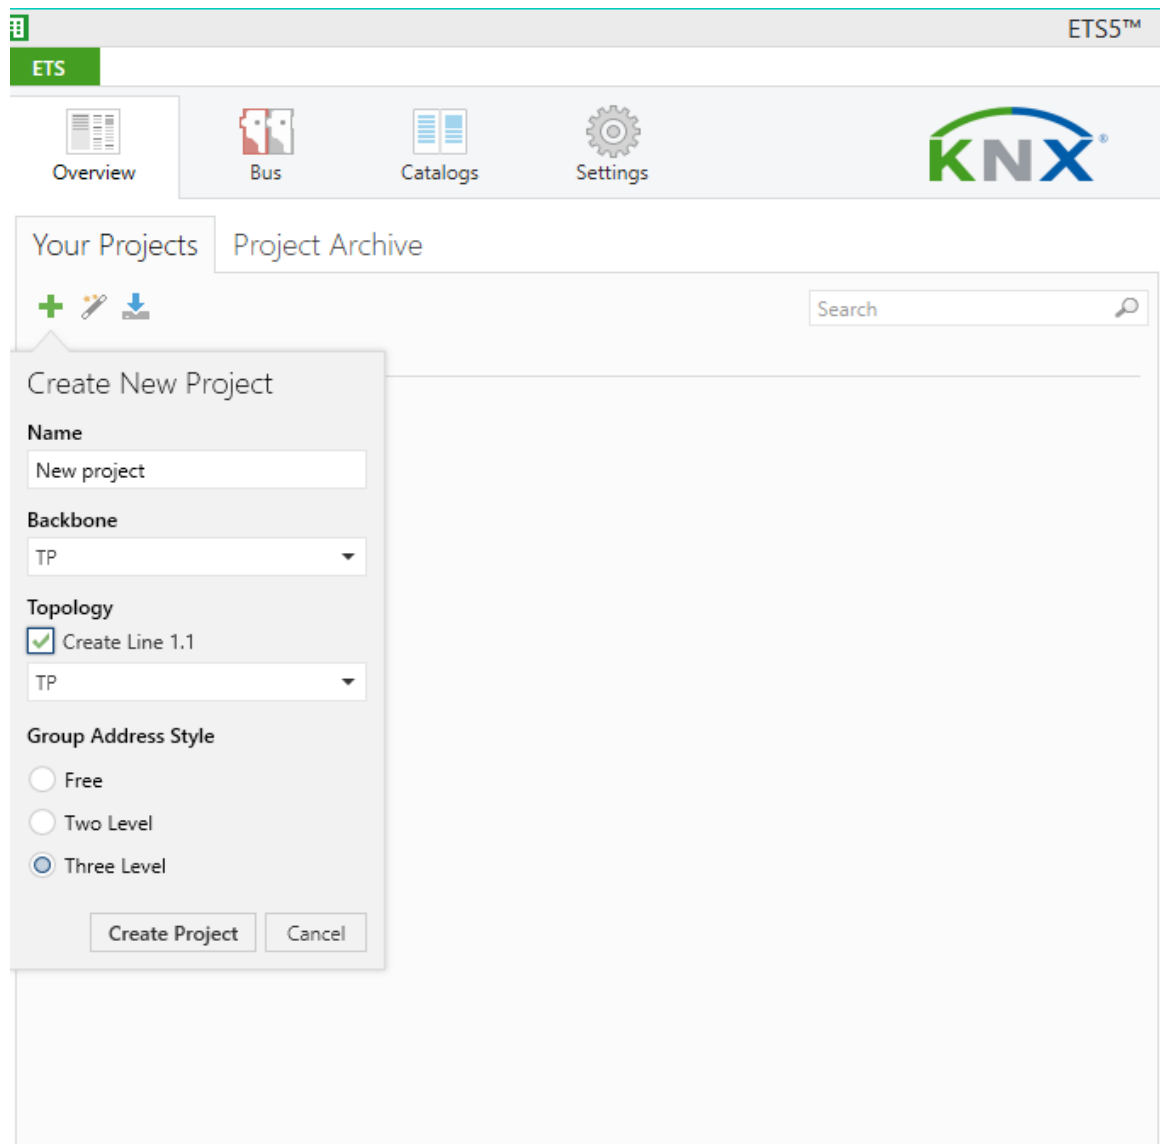 ETS5™
ETS
Overview
Bus
Catalogs
Settings
KNX®
Your Projects
Project Archive
Search
Create New Project
Name
New project
Backbone
TP
Topology
Create Line 1.1
TP
Group Address Style
Free
Two Level
Three Level
Create Project
Cancel